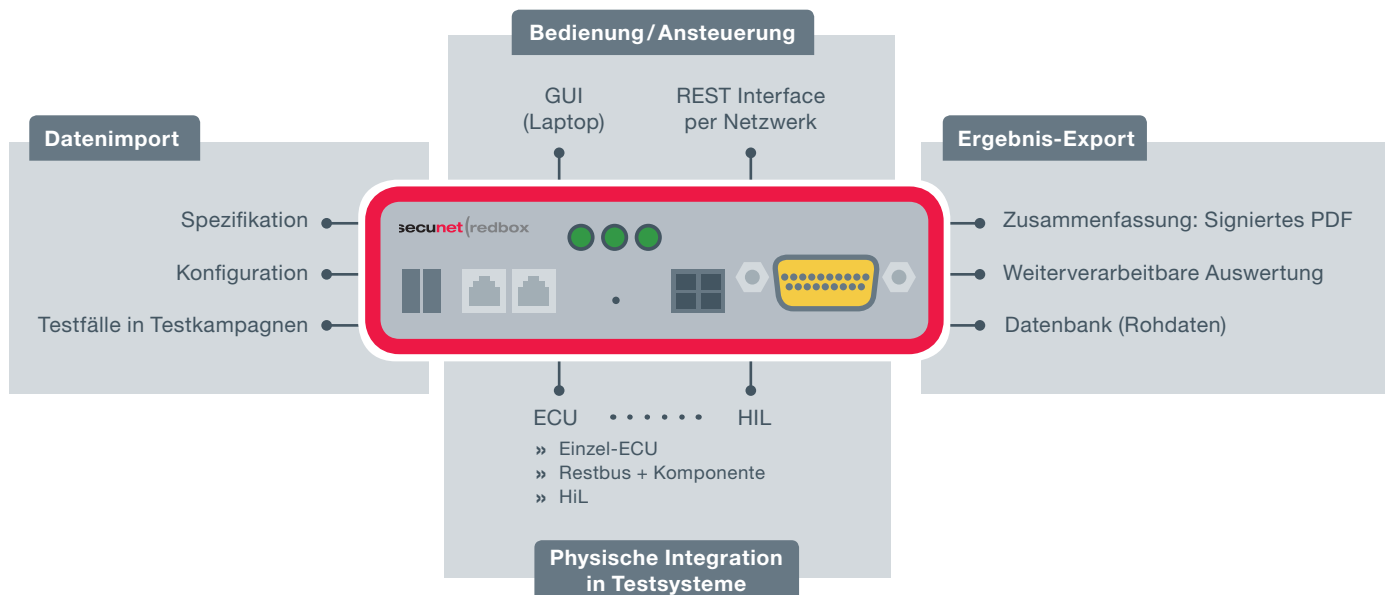 Bedienung/Ansteuerung
GUI
(Laptop)
REST Interface
per Netzwerk
Datenimport
Spezifikation
Konfiguration
Testfälle in Testkampagnen
secunet(redbox
Ergebnis-Export
Zusammenfassung: Signiertes PDF
Weiterverarbeitbare Auswertung
Datenbank (Rohdaten)
ECU ······ HIL
» Einzel-ECU
» Restbus + Komponente
» HiL
Physische Integration
in Testsysteme